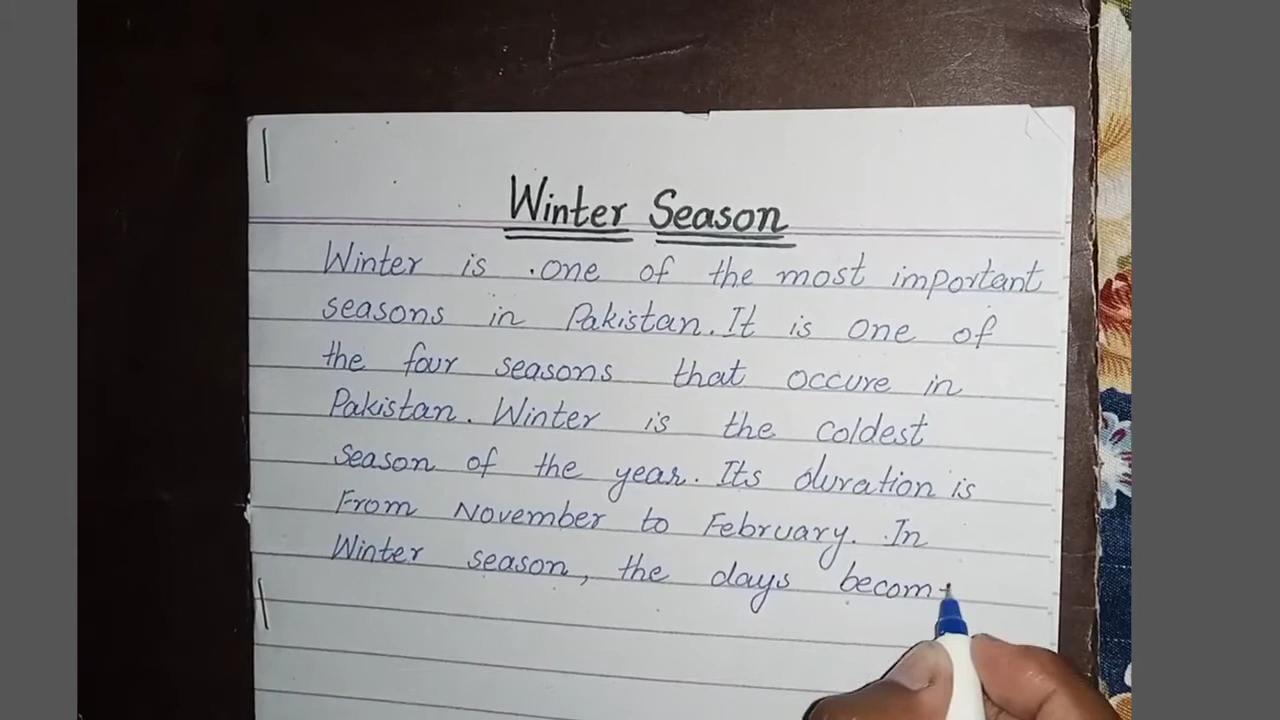 Winter Season
Winter is one of the most important
seasons in Pakistan. It is one of
the four seasons that occure in
Pakistan. Winter is the coldest
season of the year. Its duration is
From November to February. In
Winter season, the days becom